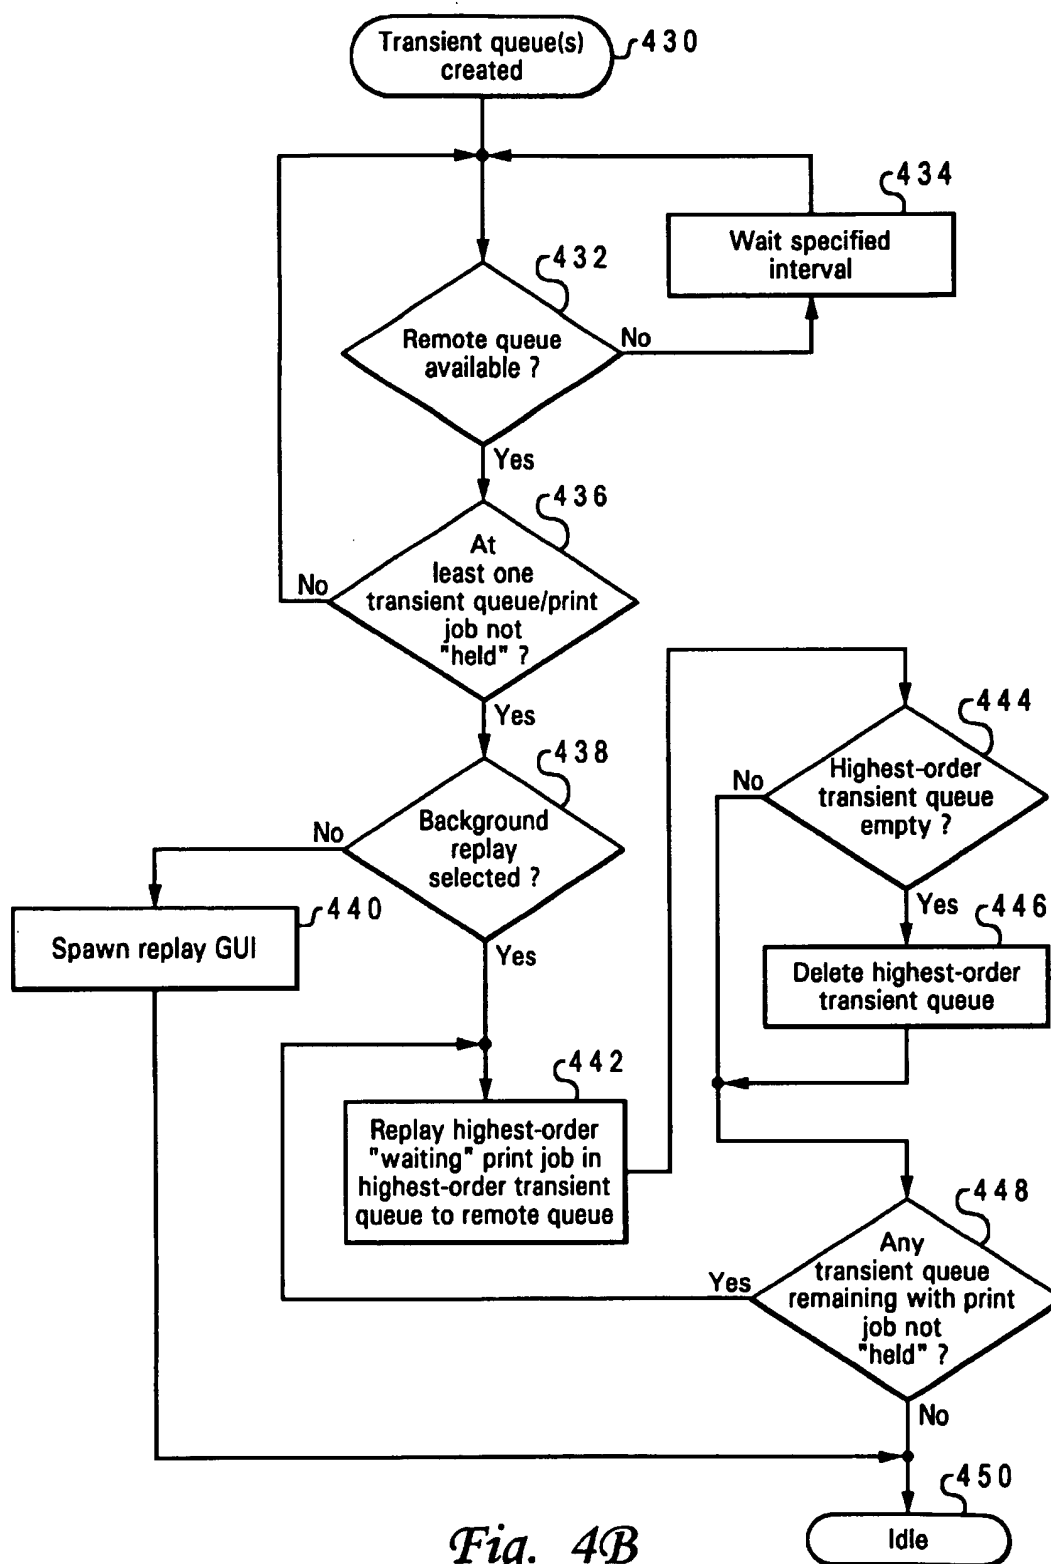 Transient queue(s)
created
430
434
Wait specified
interval
432
Remote queue
available ?
No
Yes
436
At
least one
transient queue/print
job not
"held" ?
No
Yes
438
Background
replay
selected ?
No
Yes
440
Spawn replay GUI
442
Replay highest-order
"waiting" print job in
highest-order transient
queue to remote queue
444
Highest-order
transient queue
empty ?
No
Yes
446
Delete highest-order
transient queue
448
Any
transient queue
remaining with print
job not
"held" ?
Yes
No
450
Idle
Fig. 4B